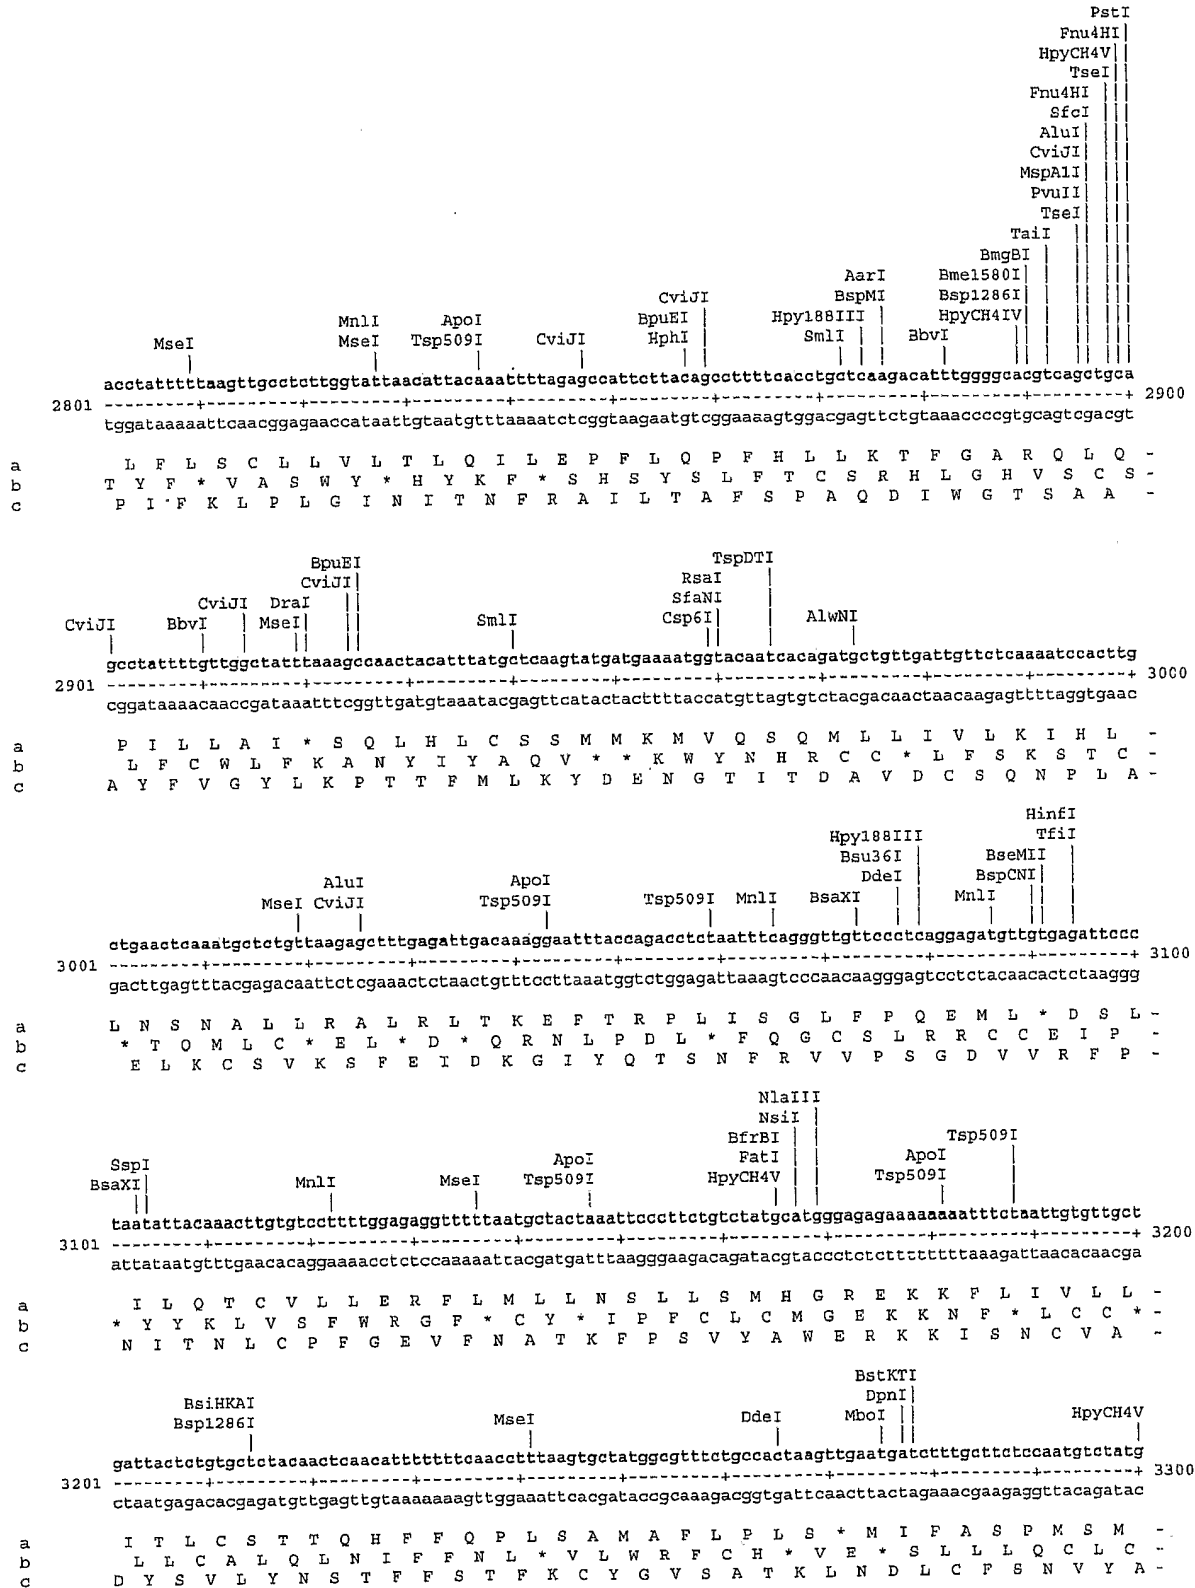 PstI
Fnu4HI
HpyCH4V
TseI
Fnu4HI
SfcI
AluI
CviJI
MspA1I
PvuII
TseI
TaiI
BmgBI
AarI Bme1580I
CviJI BspMI Bsp1286I
MnlI ApoI BpuEI Hpy188III HpyCH4IV
MseI MseI Tsp509I CviJI HphI SmlI BbvI
acctatttttaagttgcctcttggtattaacattacaaattttagagccattcttacagccttttcacctgctcaagacatttggggcacgtcagctgca
2801 ---------+---------+---------+---------+---------+---------+---------+---------+---------+---------+ 2900
tggataaaaattcaacggagaaccataattgtaatgtttaaaatctcggtaagaatgtcggaaaagtggacgagttctgtaaaccccgtgcagtcgacgt
a L F L S C L L V L T L Q I L E P F L Q P F H L L K T F G A R Q L Q -
b T Y F * V A S W Y * H Y K F * S H S Y S L F T C S R H L G H V S C S -
c P I F K L P L G I N I T N F R A I L T A F S P A Q D I W G T S A A -
BpuEI TspDTI
CviJI RsaI
CviJI DraI SfaNI
CviJI BbvI MseI SmlI Csp6I AlwNI
gcctattttgttggctatttaaagccaactacatttatgctcaagtatgatgaaaatggtacaatcacagatgctgttgattgttctcaaaatccacttg
2901 ---------+---------+---------+---------+---------+---------+---------+---------+---------+---------+ 3000
cggataaaacaaccgataaatttcggttgatgtaaatacgagttcatactacttttaccatgttagtgtctacgacaactaacaagagttttaggtgaac
a P I L L A I * S Q L H L C S S M M K M V Q S Q M L L I V L K I H L -
b L F C W L F K A N Y I Y A Q V * * K W Y N H R C C * L F S K S T C -
c A Y F V G Y L K P T T F M L K Y D E N G T I T D A V D C S Q N P L A -
HinfI
Hpy188III TfiI
AluI ApoI Bsu36I BseMII
MseI CviJI Tsp509I DdeI BspCNI
Tsp509I MnlI BsaXI MnlI
ctgaactcaaatgctctgttaagagctttgagattgacaaaggaatttaccagacctctaatttcagggttgttccctcaggagatgttgtgagattccc
3001 ---------+---------+---------+---------+---------+---------+---------+---------+---------+---------+ 3100
gacttgagtttacgagacaattctcgaaactctaactgtttccttaaatggtctggagattaaagtcccaacaagggagtcctctacaacactctaaggg
a L N S N A L L R A L R L T K E F T R P L I S G L F P Q E M L * D S L -
b * T Q M L C * E L * D * Q R N L P D L * F Q G C S L R R C C E I P -
c E L K C S V K S F E I D K G I Y Q T S N F R V V P S G D V V R F P -
NlaIII
NsiI
BfrBI Tsp509I
SspI ApoI FatI ApoI
BsaXI MnlI MseI Tsp509I HpyCH4V Tsp509I
taatattacaaacttgtgtccttttggagaggtttttaatgctactaaattcccttctgtctatgcatgggagagaaaaaaaatttctaattgtgttgct
3101 ---------+---------+---------+---------+---------+---------+---------+---------+---------+---------+ 3200
attataatgtttgaacacaggaaaacctctccaaaaattacgatgatttaagggaagacagatacgtaccctctctttttttaaagattaacacaacga
a I L Q T C V L L E R F L M L L N S L L S M H G R E K K F L I V L L -
b * Y Y K L V S F W R G F * C Y * I P F C L C M G E K K N F * L C C * -
c N I T N L C P F G E V F N A T K F P S V Y A W E R K K I S N C V A -
BstKTI
BsiHKAI DpnI
Bsp1286I MseI DdeI MboI HpyCH4V
gattactctgtgctctacaactcaacatttttttcaacctttaagtgctatggcgtttctgccactaagttgaatgatctttgcttctccaatgtctatg
3201 ---------+---------+---------+---------+---------+---------+---------+---------+---------+---------+ 3300
ctaatgagacacgagatgttgagttgtaaaaaaagttggaaattcacgataccgcaaagacggtgattcaacttactagaaacgaagaggttacagatac
a I T L C S T T Q H F F Q P L S A M A F L P L S * M I F A S P M S M -
b L L C A L Q L N I F F N L * V L W R F C H * V E * S L L L Q C L C -
c D Y S V L Y N S T F F S T F K C Y G V S A T K L N D L C F S N V Y A -